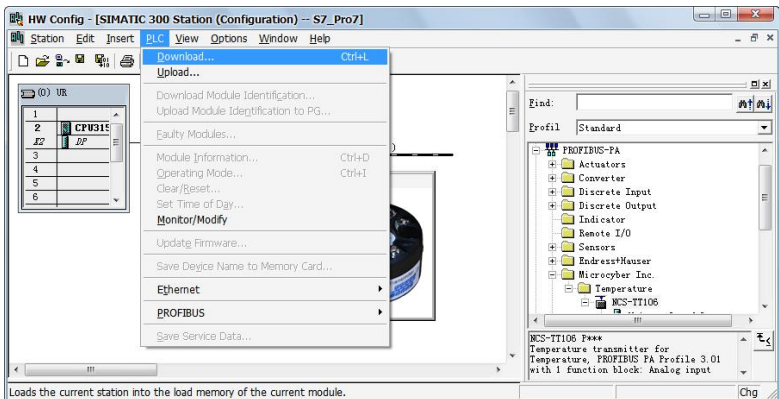 HW Config - [SIMATIC 300 Station (Configuration) -- S7_Pro7]
Station Edit Insert PLC View Options Window Help
Download... Ctrl+L
Upload...
Download Module Identification...
Upload Module Identification to PG...
Faulty Modules...
Module Information... Ctrl+D
Operating Mode... Ctrl+I
Clear/Reset...
Set Time of Day...
Monitor/Modify
Update Firmware...
Save Device Name to Memory Card...
Ethernet
PROFIBUS
Save Service Data...
(0) UR
1
2 CPU315
X2 DP
3
4
5
6
Find:
Profil Standard
PROFIBUS-PA
Actuators
Converter
Discrete Input
Discrete Output
Indicator
Remote I/O
Sensors
Endress+Hauser
Microcyber Inc.
Temperature
NCS-TT106
NCS-TT106 P***
Temperature transmitter for
Temperature, PROFIBUS PA Profile 3.01
with 1 function block: Analog input
Loads the current station into the load memory of the current module.
Chg